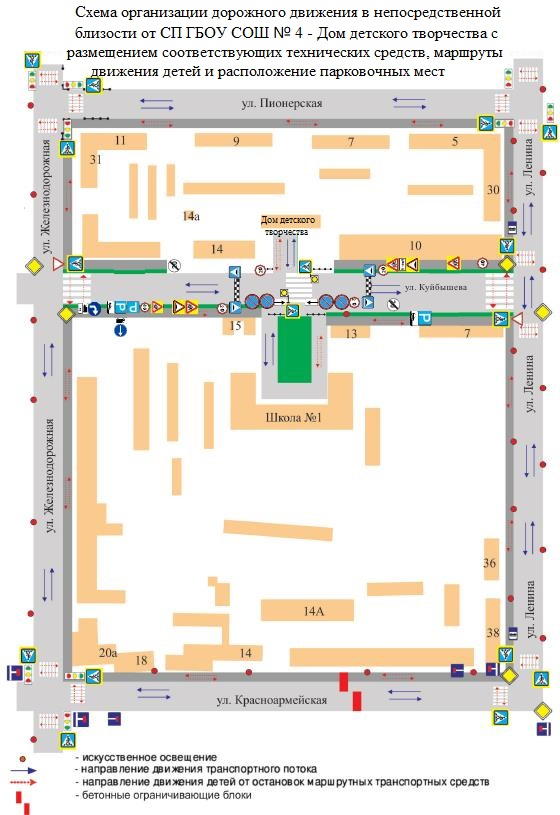 Схема организации дорожного движения в непосредственной
близости от СП ГБОУ СОШ № 4 - Дом детского творчества с
размещением соответствующих технических средств, маршруты
движения детей и расположение парковочных мест
ул. Пионерская
11
9
7
5
31
30
ул. Железнодорожная
ул. Ленина
14а
Дом детского
творчества
14
10
ул. Куйбышева
15
13
7
Школа №1
ул. Железнодорожная
ул. Ленина
36
14А
38
ул. Ленина
20а
18
14
ул. Красноармейская
- искусственное освещение
- направление движения транспортного потока
- направление движения детей от остановок маршрутных транспортных средств
- бетонные ограничивающие блоки